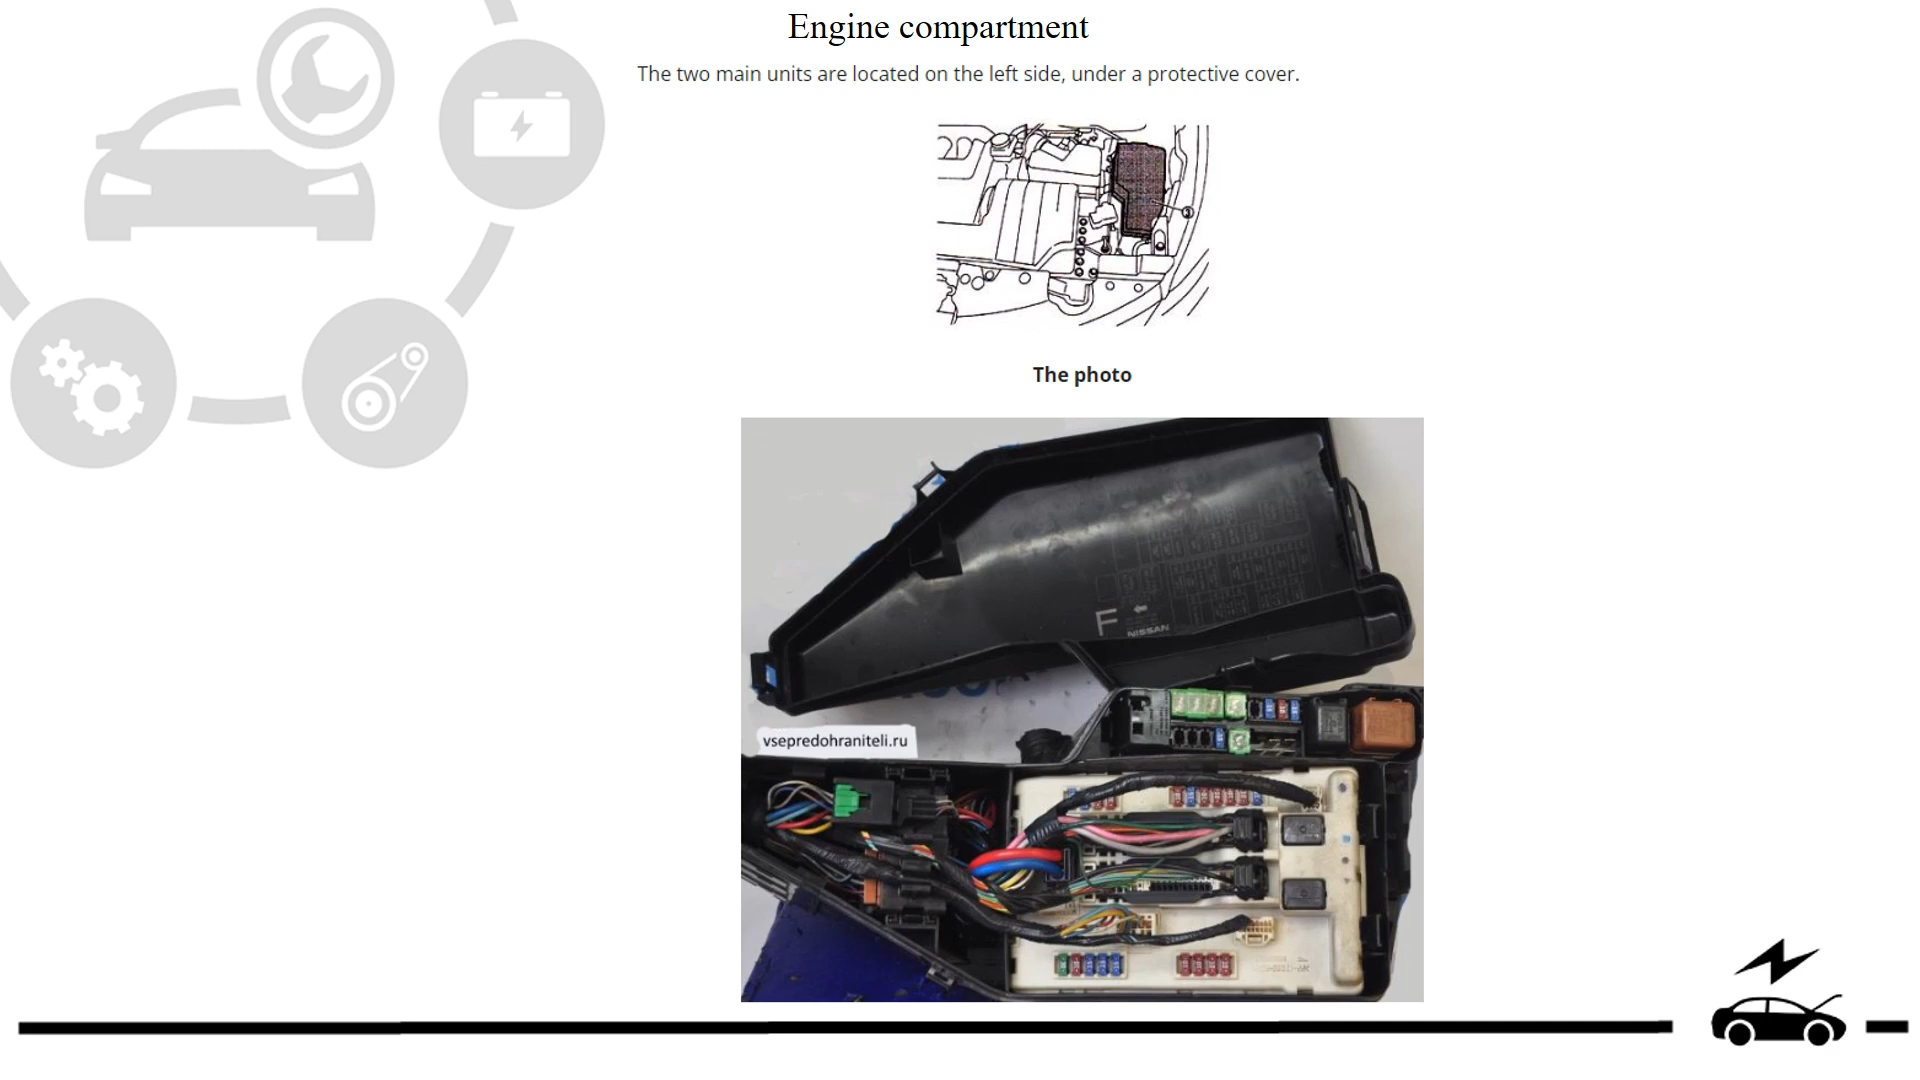 Engine compartment
The two main units are located on the left side, under a protective cover.
The photo
F
NISSAN
vsepredohraniteli.ru